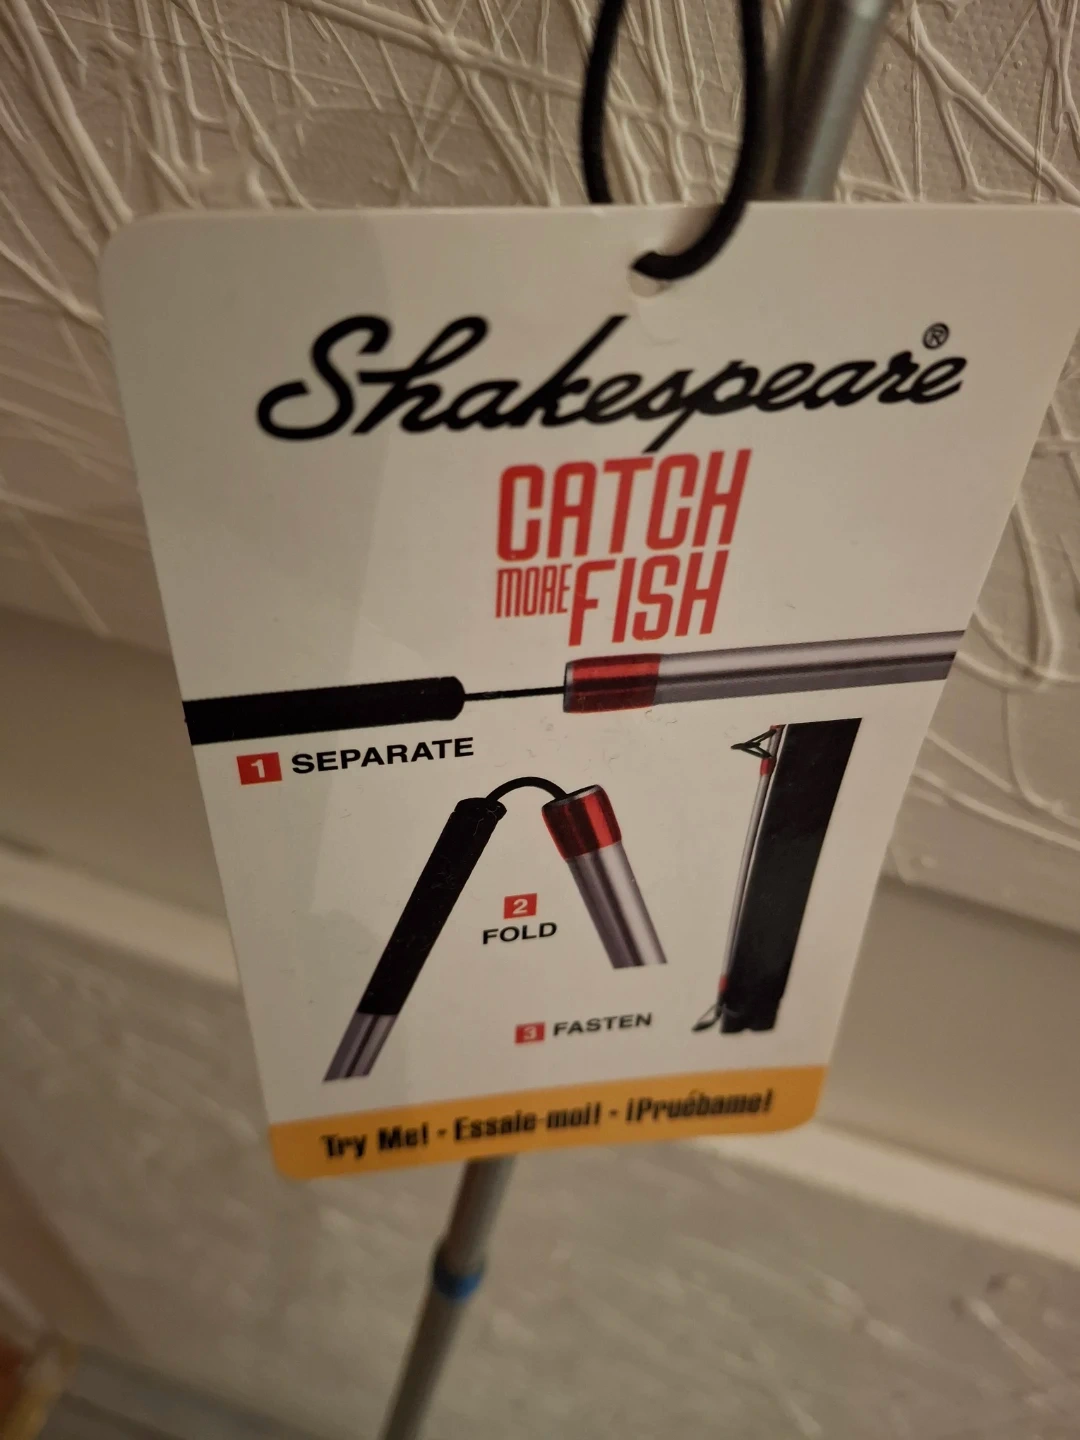 Shakespeare®
CATCH
MORE FISH
1 SEPARATE
2
FOLD
3 FASTEN
Try Me! - Essaie-moi! - ¡Pruébame!